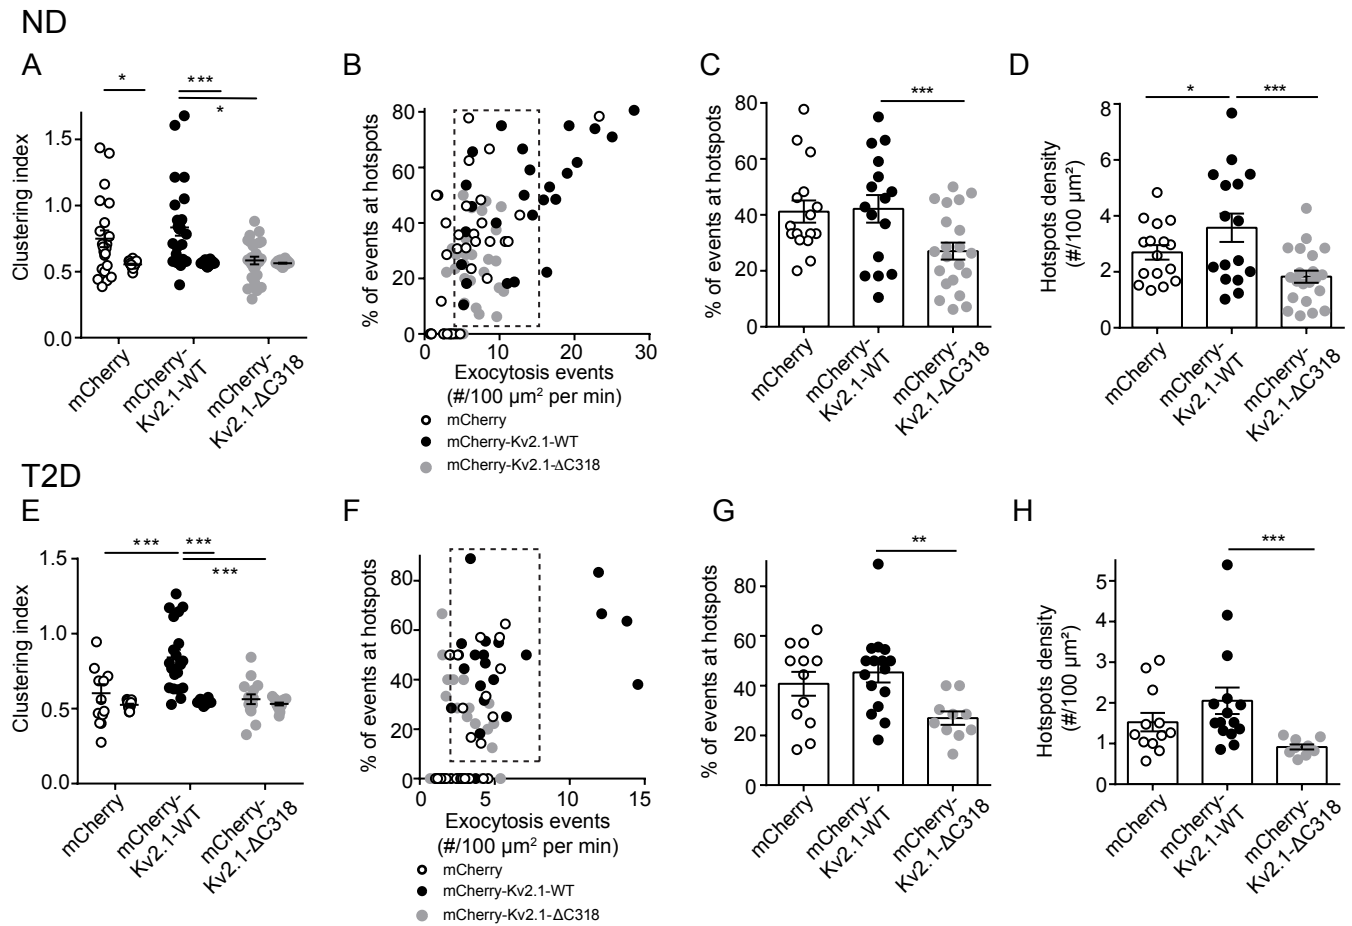 ND
A
B
C
D
*
***
*
***
*
***
Clustering index
1.5
1.0
0.5
0.0
mCherry
mCherry-
Kv2.1-WT
mCherry-
Kv2.1-ΔC318
% of events at hotspots
80
60
40
20
0
0
10
20
30
Exocytosis events
(#/100 µm² per min)
mCherry
mCherry-Kv2.1-WT
mCherry-Kv2.1-ΔC318
% of events at hotspots
80
60
40
20
0
mCherry
mCherry-
Kv2.1-WT
mCherry-
Kv2.1-ΔC318
Hotspots density
(#/100 µm²)
8
6
4
2
0
mCherry
mCherry-
Kv2.1-WT
mCherry-
Kv2.1-ΔC318
T2D
E
F
G
H
***
***
***
**
***
Clustering index
1.5
1.0
0.5
0.0
mCherry
mCherry-
Kv2.1-WT
mCherry-
Kv2.1-ΔC318
% of events at hotspots
80
60
40
20
0
0
5
10
15
Exocytosis events
(#/100 µm² per min)
mCherry
mCherry-Kv2.1-WT
mCherry-Kv2.1-ΔC318
% of events at hotspots
80
60
40
20
0
mCherry
mCherry-
Kv2.1-WT
mCherry-
Kv2.1-ΔC318
Hotspots density
(#/100 µm²)
5
4
3
2
1
0
mCherry
mCherry-
Kv2.1-WT
mCherry-
Kv2.1-ΔC318